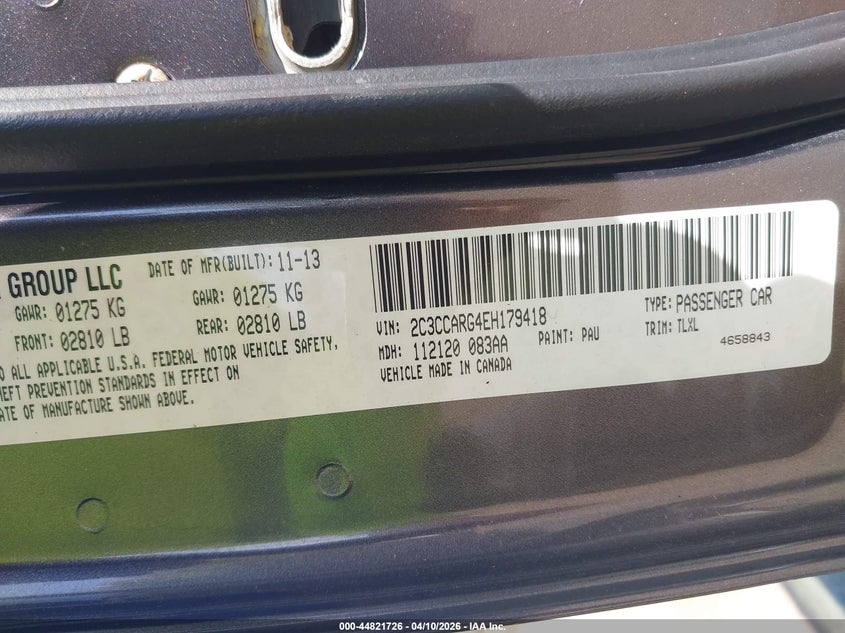 GROUP LLC
DATE OF MFR(BUILT): 11-13
GAWR: 01275 KG
GAWR: 01275 KG
FRONT: 02810 LB
REAR: 02810 LB
ALL APPLICABLE U.S.A. FEDERAL MOTOR VEHICLE SAFETY,
PREVENTION STANDARDS IN EFFECT ON
OF MANUFACTURE SHOWN ABOVE.
VIN: 2C3CCARG4EH179418
TYPE: PASSENGER CAR
MDH: 112120 083AA
PAINT: PAU
TRIM: TLXL
VEHICLE MADE IN CANADA
4658843
000-44821726 - 04/10/2026 - IAA Inc.